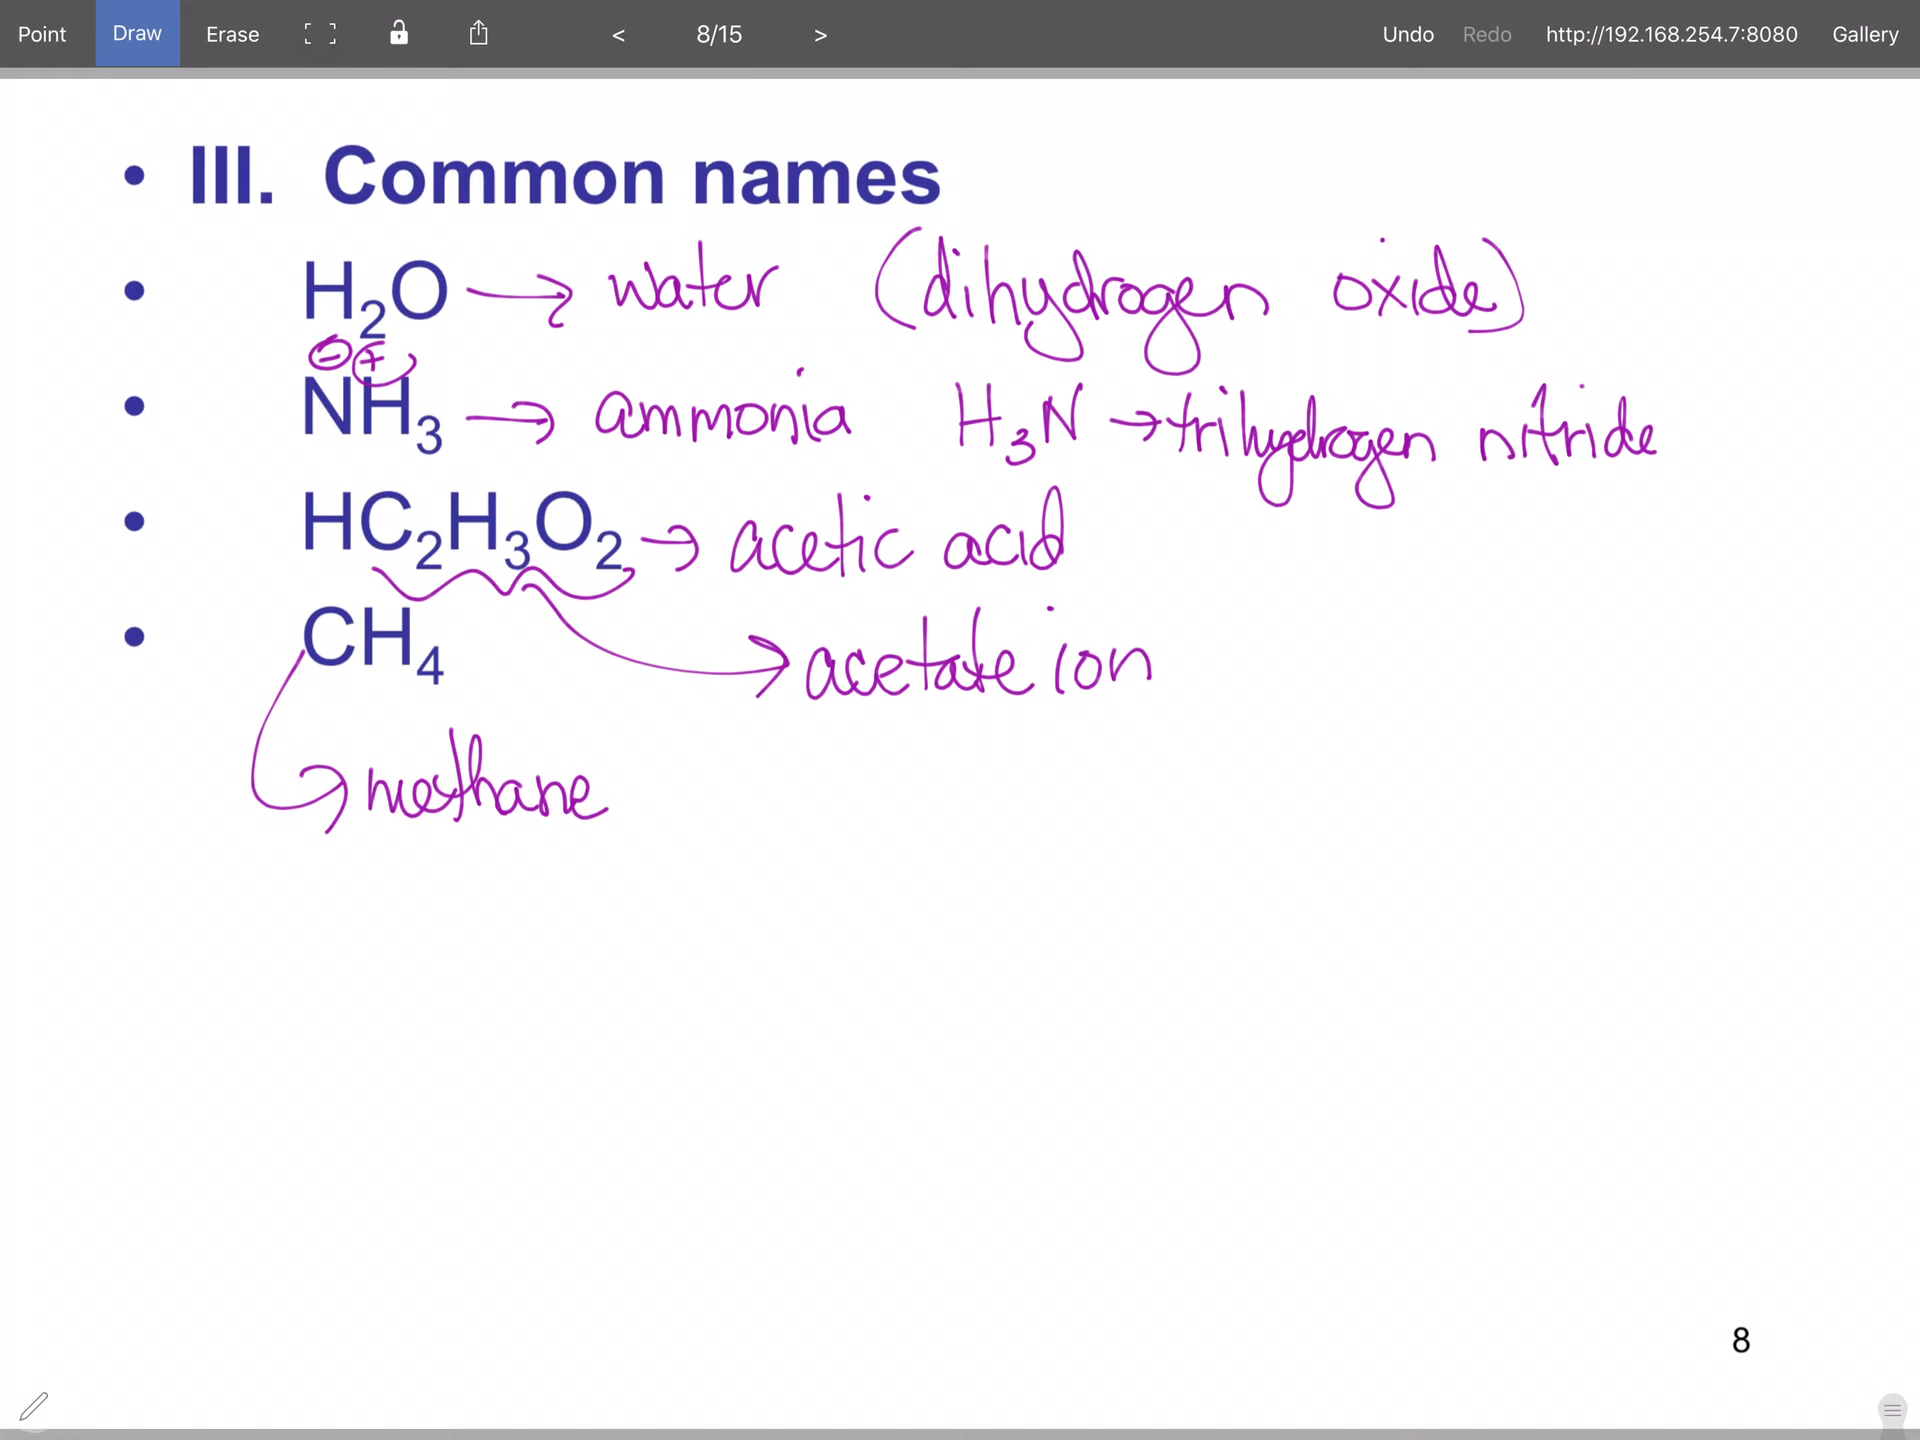 Point Draw Erase < 8/15 > Undo Redo http://192.168.254.7:8080 Gallery
• III. Common names
• H₂O → water (dihydrogen oxide)
⊖ ⊕
• NH₃ → ammonia H₃N → trihydrogen nitride
• HC₂H₃O₂ → acetic acid
• CH₄ → acetate ion
→ methane
8